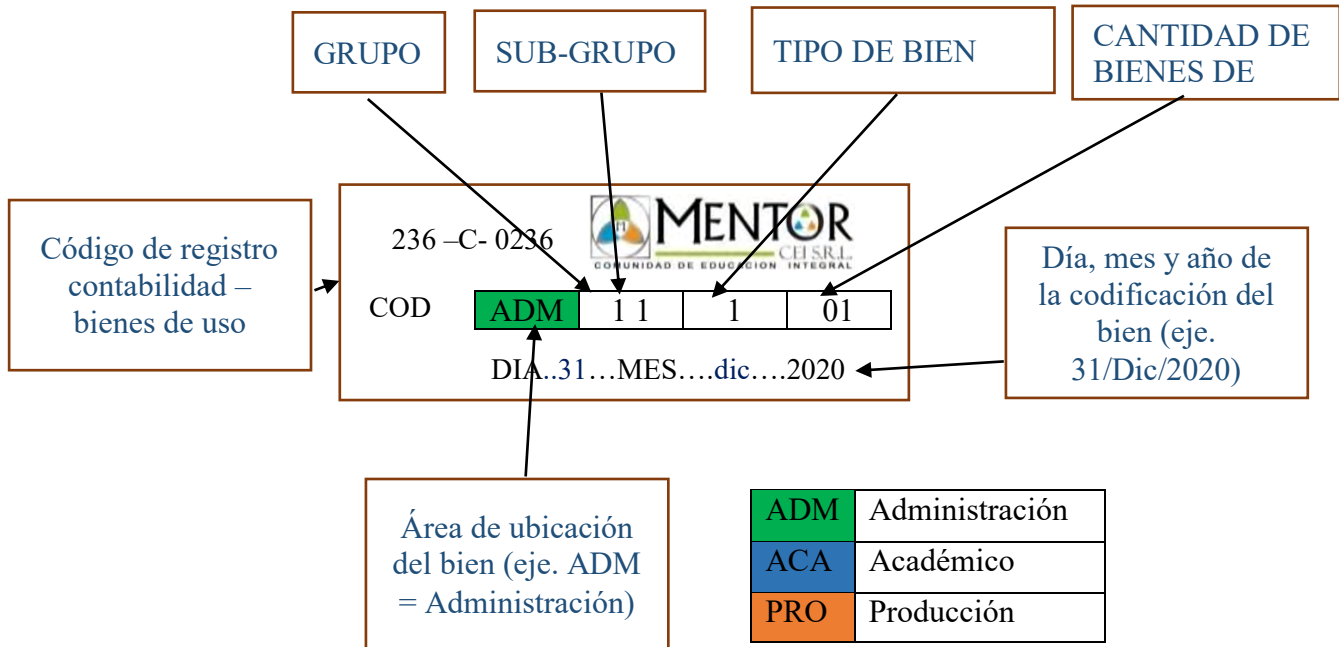 GRUPO
SUB-GRUPO
TIPO DE BIEN
CANTIDAD DE
BIENES DE
Código de registro
contabilidad –
bienes de uso
236 –C- 0236
MENTOR
CEI S.R.L.
COMUNIDAD DE EDUCACION INTEGRAL
COD
ADM 1 1 1 01
DIA..31…MES….dic….2020
Día, mes y año de
la codificación del
bien (eje.
31/Dic/2020)
Área de ubicación
del bien (eje. ADM
= Administración)
ADM Administración
ACA Académico
PRO Producción